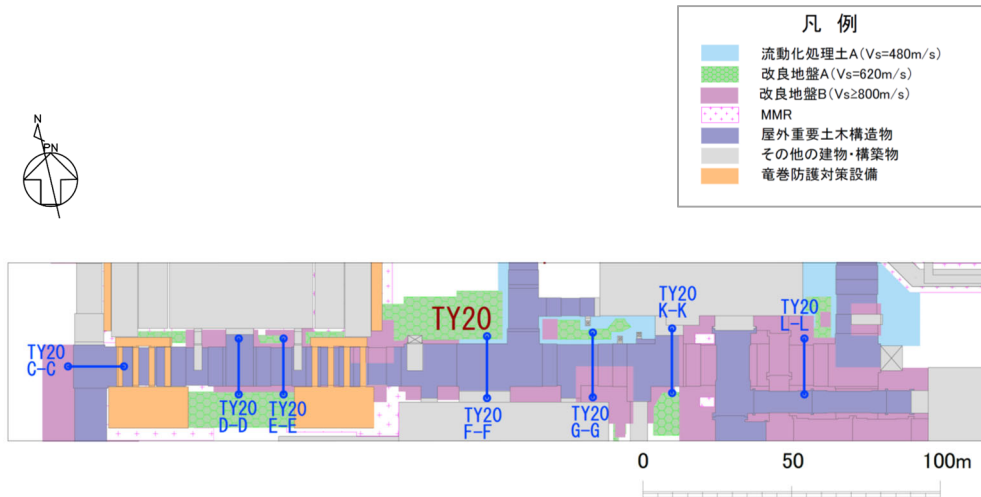 凡 例
流動化処理土A(Vs=480m/s)
改良地盤A(Vs=620m/s)
改良地盤B(Vs≥800m/s)
MMR
屋外重要土木構造物
その他の建物・構築物
竜巻防護対策設備
N
PN
TY20
TY20
K-K
TY20
L-L
TY20
C-C
TY20
D-D
TY20
E-E
TY20
F-F
TY20
G-G
0 50 100m